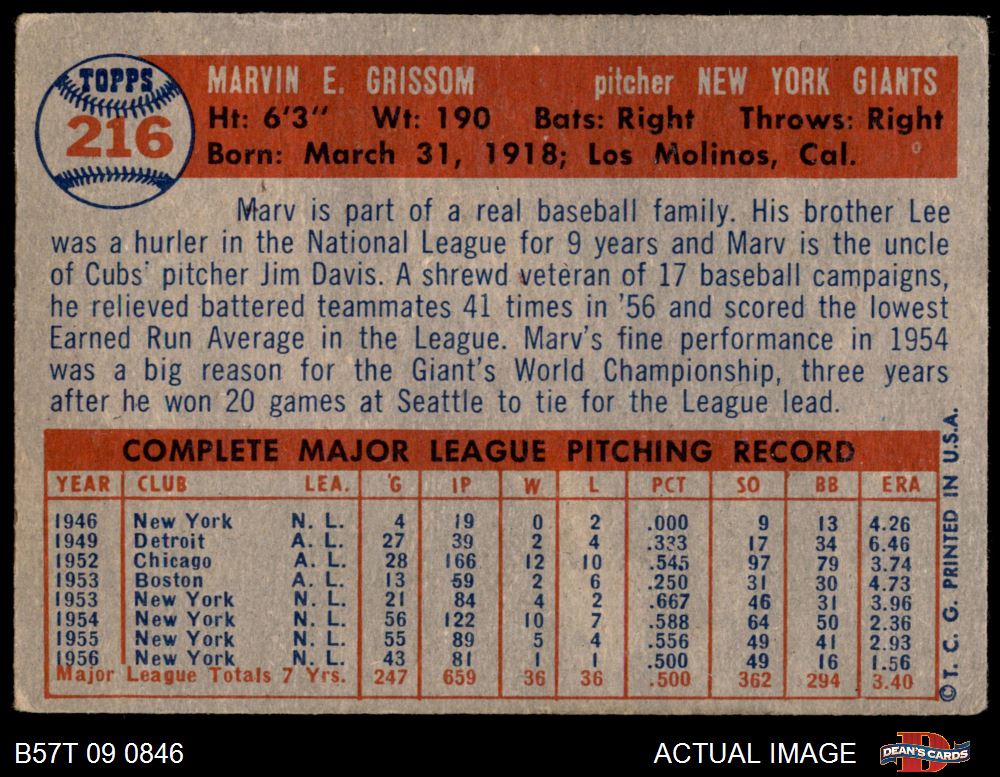 TOPPS
216
MARVIN E. GRISSOM pitcher NEW YORK GIANTS
Ht: 6'3" Wt: 190 Bats: Right Throws: Right
Born: March 31, 1918; Los Molinos, Cal.
Marv is part of a real baseball family. His brother Lee
was a hurler in the National League for 9 years and Marv is the uncle
of Cubs' pitcher Jim Davis. A shrewd veteran of 17 baseball campaigns,
he relieved battered teammates 41 times in '56 and scored the lowest
Earned Run Average in the League. Marv's fine performance in 1954
was a big reason for the Giant's World Championship, three years
after he won 20 games at Seattle to tie for the League lead.
COMPLETE MAJOR LEAGUE PITCHING RECORD
YEAR CLUB LEA. G IP W L PCT SO BB ERA
1946 New York N. L. 4 19 0 2 .000 9 13 4.26
1949 Detroit A. L. 27 39 2 4 .333 17 34 6.46
1952 Chicago A. L. 28 166 12 10 .545 97 79 3.74
1953 Boston A. L. 13 59 2 6 .250 31 30 4.73
1953 New York N. L. 21 84 4 2 .667 46 31 3.96
1954 New York N. L. 56 122 10 7 .588 64 50 2.36
1955 New York N. L. 55 89 5 4 .556 49 41 2.93
1956 New York N. L. 43 81 1 1 .500 49 16 1.56
Major League Totals 7 Yrs. 247 659 36 36 .500 362 294 3.40
©T. C. G. PRINTED IN U.S.A.
B57T 09 0846 ACTUAL IMAGE DEAN'S CARDS